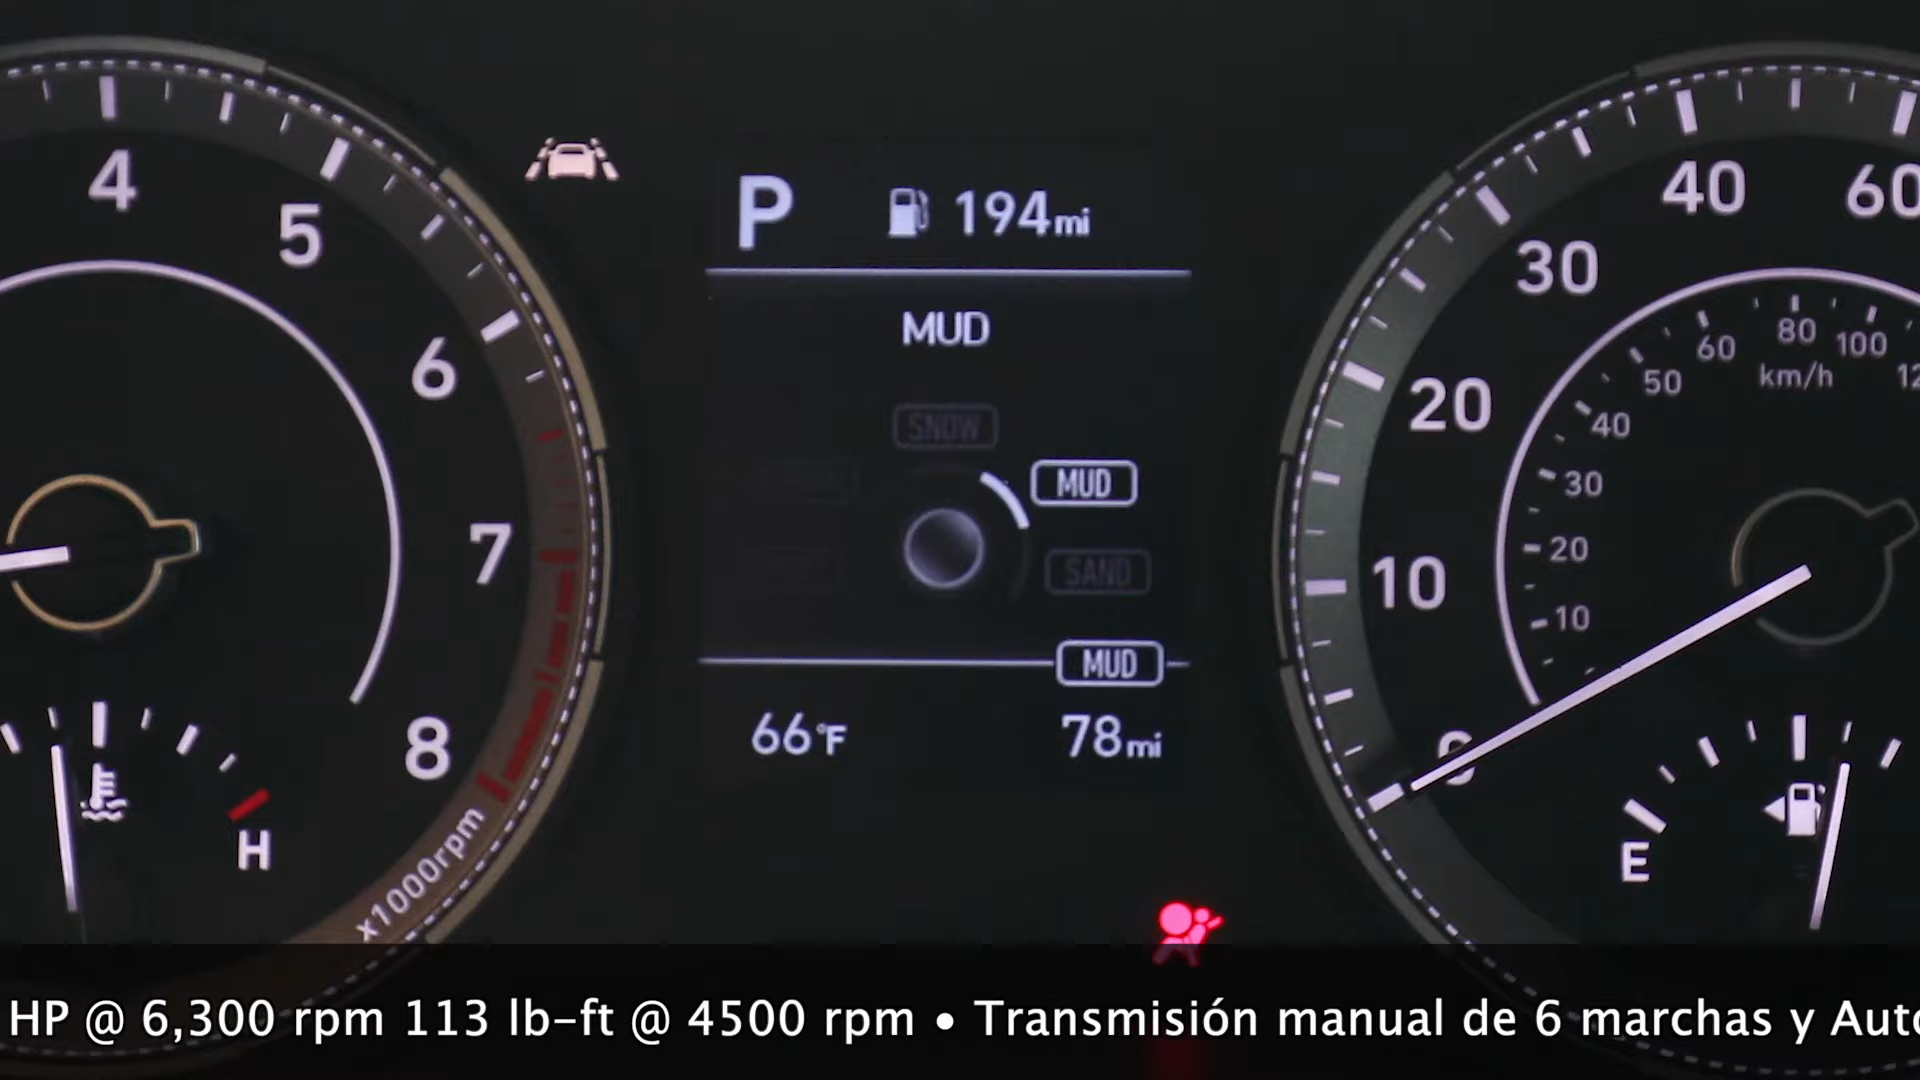 4
5
6
7
8
x1000rpm
H
P 194mi
MUD
SNOW
MUD
SAND
MUD
66°F 78mi
60
40
30
20
10
0
10
20
30
40
50
60
80
100
km/h
E
HP @ 6,300 rpm 113 lb-ft @ 4500 rpm • Transmisión manual de 6 marchas y